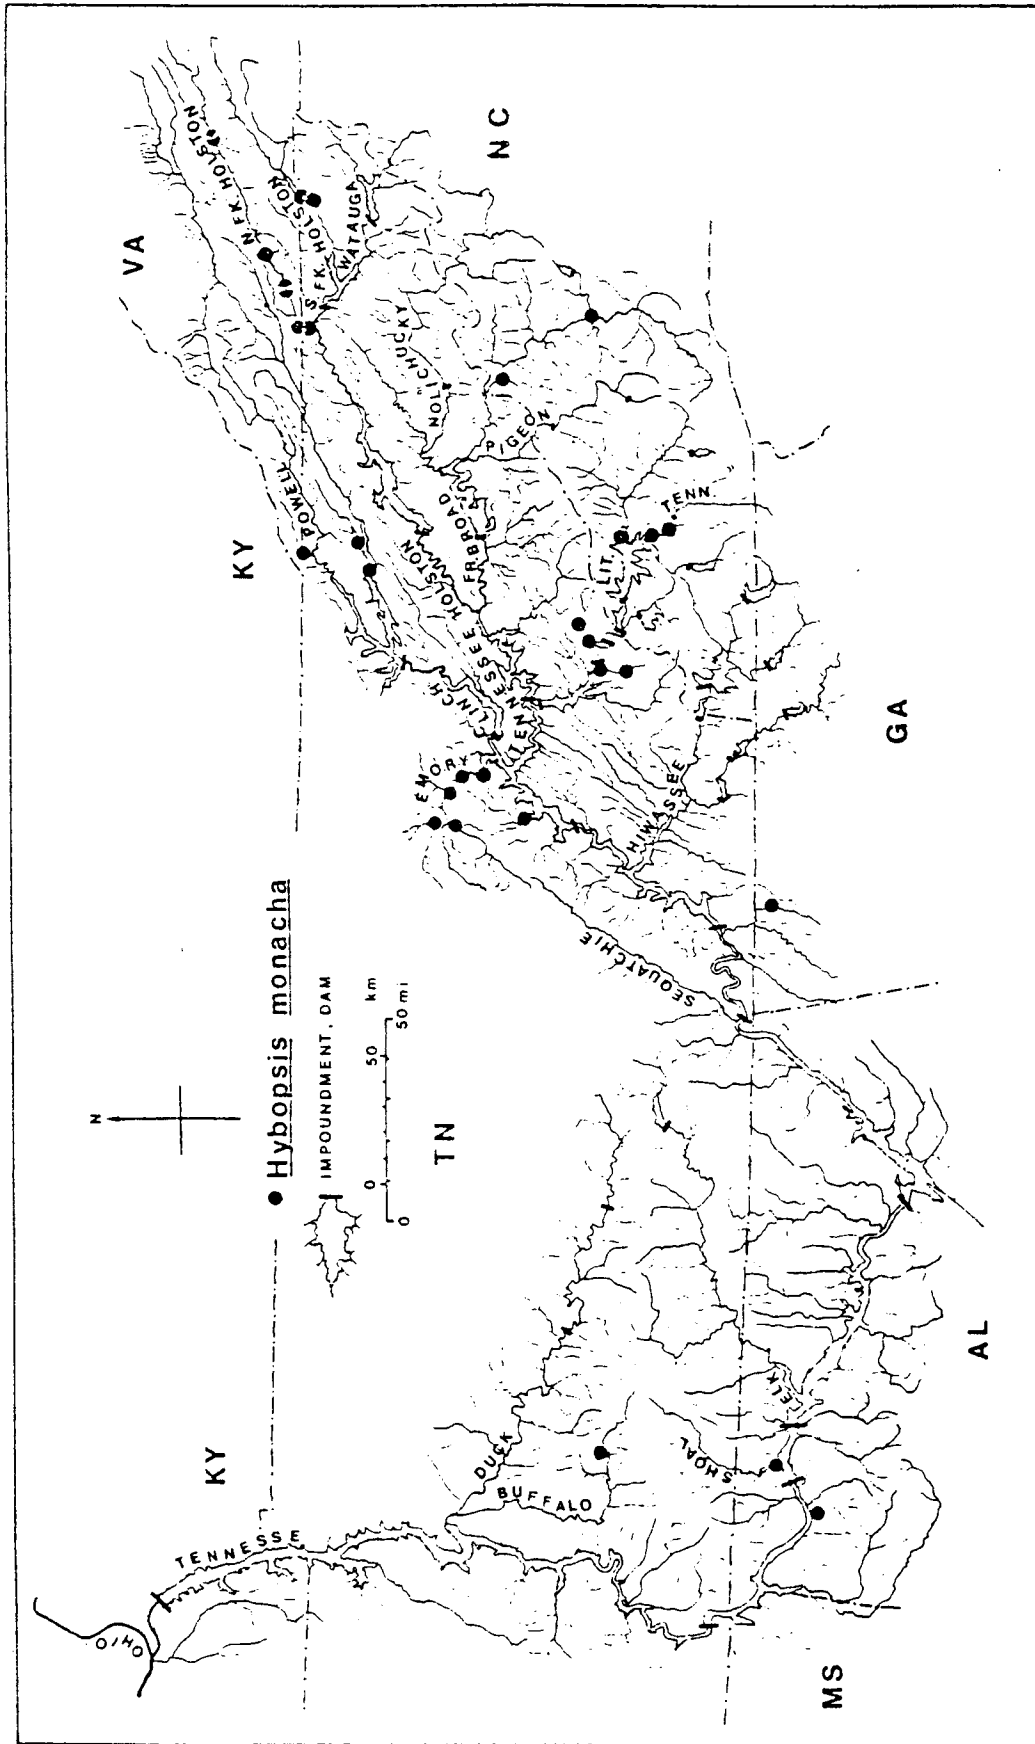 VA
KY
KY
NC
TN
GA
AL
MS
N
Hybopsis monacha
IMPOUNDMENT, DAM
0 50 km
0 50 mi
OHIO
TENNESSE
DUCK
BUFFALO
SHOAL
ELK
SEQUATCHIE
HIWASSEE
EMORY
CLINCH
POWELL
TENNESSEE
HOLSTON
FR BROAD
N. FK. HOLSTON
S. FK. HOLSTON
WATAUGA
NOLICHUCKY
PIGEON
LIT. TENN.